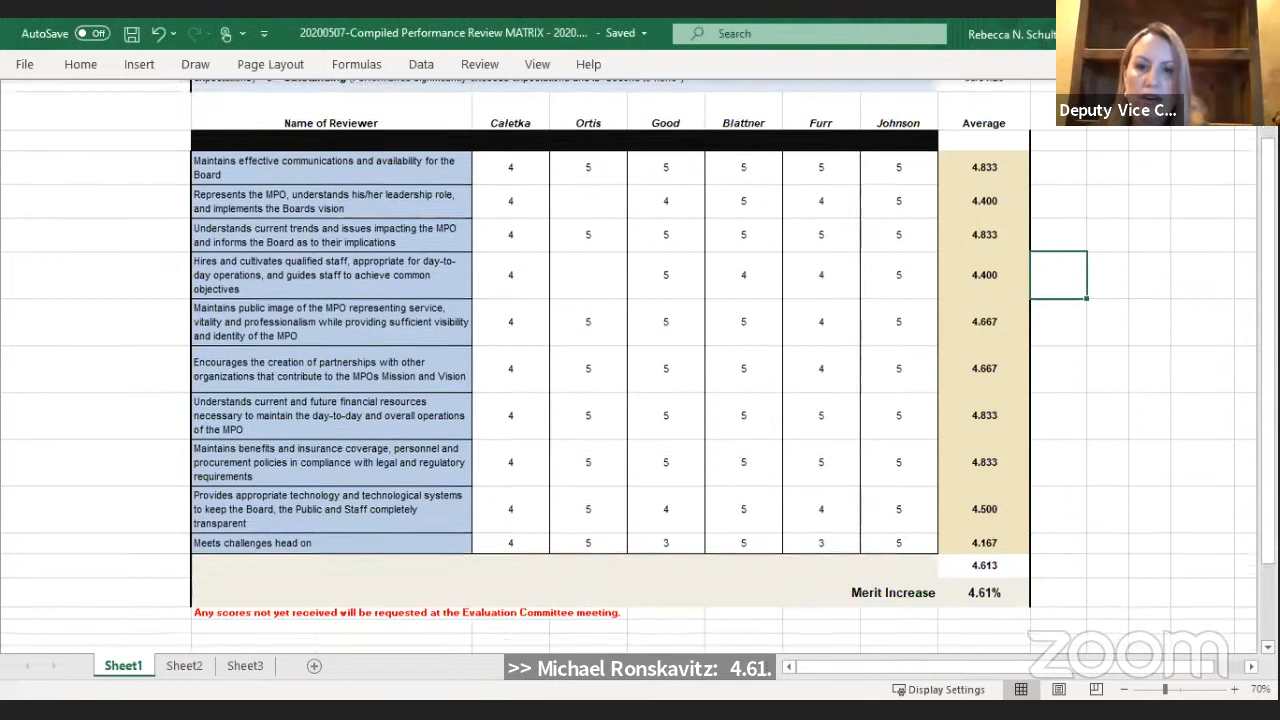 AutoSave Off 20200507-Compiled Performance Review MATRIX - 2020.... - Saved Search Rebecca N. Schult
File Home Insert Draw Page Layout Formulas Data Review View Help
Deputy Vice C...
Name of Reviewer Caletka Ortis Good Blattner Furr Johnson Average
Maintains effective communications and availability for the
Board
4 5 5 5 5 5 4.833
Represents the MPO, understands his/her leadership role,
and implements the Boards vision
4 4 5 4 5 4.400
Understands current trends and issues impacting the MPO
and informs the Board as to their implications
4 5 5 5 5 5 4.833
Hires and cultivates qualified staff, appropriate for day-to-
day operations, and guides staff to achieve common
objectives
4 5 4 4 5 4.400
Maintains public image of the MPO representing service,
vitality and professionalism while providing sufficient visibility
and identity of the MPO
4 5 5 5 4 5 4.667
Encourages the creation of partnerships with other
organizations that contribute to the MPOs Mission and Vision
4 5 5 5 4 5 4.667
Understands current and future financial resources
necessary to maintain the day-to-day and overall operations
of the MPO
4 5 5 5 5 5 4.833
Maintains benefits and insurance coverage, personnel and
procurement policies in compliance with legal and regulatory
requirements
4 5 5 5 5 5 4.833
Provides appropriate technology and technological systems
to keep the Board, the Public and Staff completely
transparent
4 5 4 5 4 5 4.500
Meets challenges head on 4 5 3 5 3 5 4.167
4.613
Merit Increase 4.61%
Any scores not yet received will be requested at the Evaluation Committee meeting.
zoom
Sheet1 Sheet2 Sheet3
>> Michael Ronskavitz: 4.61.
Display Settings 70%